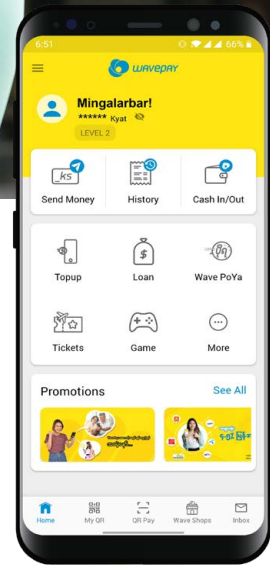 6:51
66%
WAVEPAY
Mingalarbar!
****** Kyat
LEVEL 2
Ks
Send Money
History
Cash In/Out
$
Topup
Loan
Wave PoYa
Tickets
Game
More
Promotions
See All
Home
My QR
QR Pay
Wave Shops
Inbox